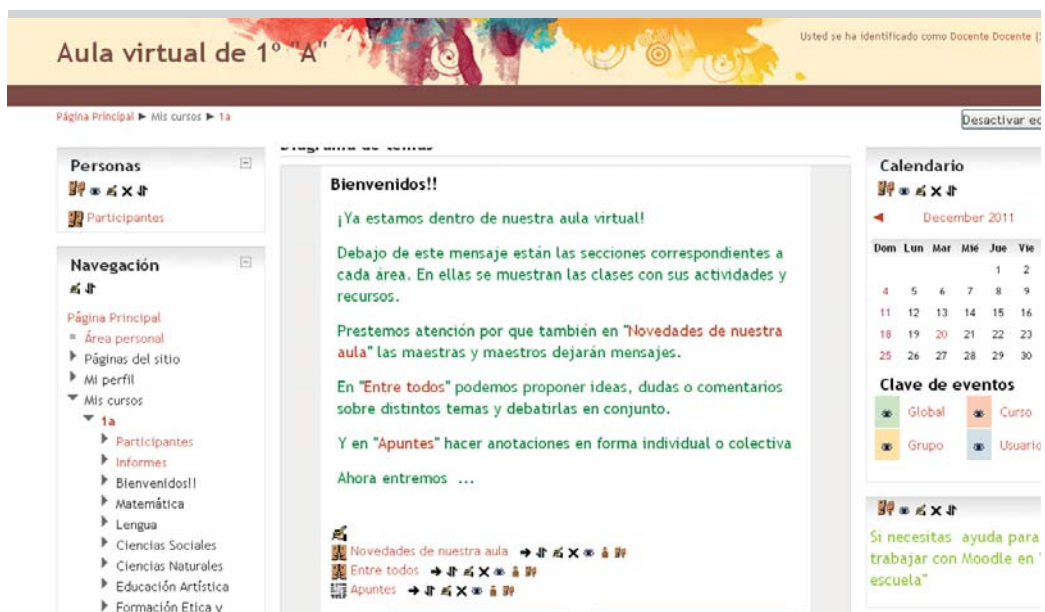 Aula virtual de 1º "A"
Usted se ha identificado como Docente Docente
Página Principal ► Mis cursos ► 1a
Desactivar
Personas
Participantes
Navegación
Página Principal
Área personal
Páginas del sitio
Mi perfil
Mis cursos
1a
Participantes
Informes
Bienvenidos!!
Matemática
Lengua
Ciencias Sociales
Ciencias Naturales
Educación Artística
Formación Etica y
Diagrama de temas
Bienvenidos!!
¡Ya estamos dentro de nuestra aula virtual!
Debajo de este mensaje están las secciones correspondientes a
cada área. En ellas se muestran las clases con sus actividades y
recursos.
Prestemos atención por que también en "Novedades de nuestra
aula" las maestras y maestros dejarán mensajes.
En "Entre todos" podemos proponer ideas, dudas o comentarios
sobre distintos temas y debatirlas en conjunto.
Y en "Apuntes" hacer anotaciones en forma individual o colectiva
Ahora entremos ...
Novedades de nuestra aula
Entre todos
Apuntes
Calendario
◄ December 2011
Dom Lun Mar Mié Jue Vie
1 2
4 5 6 7 8 9
11 12 13 14 15 16
18 19 20 21 22 23
25 26 27 28 29 30
Clave de eventos
Global Curso
Grupo Usuario
Si necesitas ayuda para
trabajar con Moodle en "
escuela"